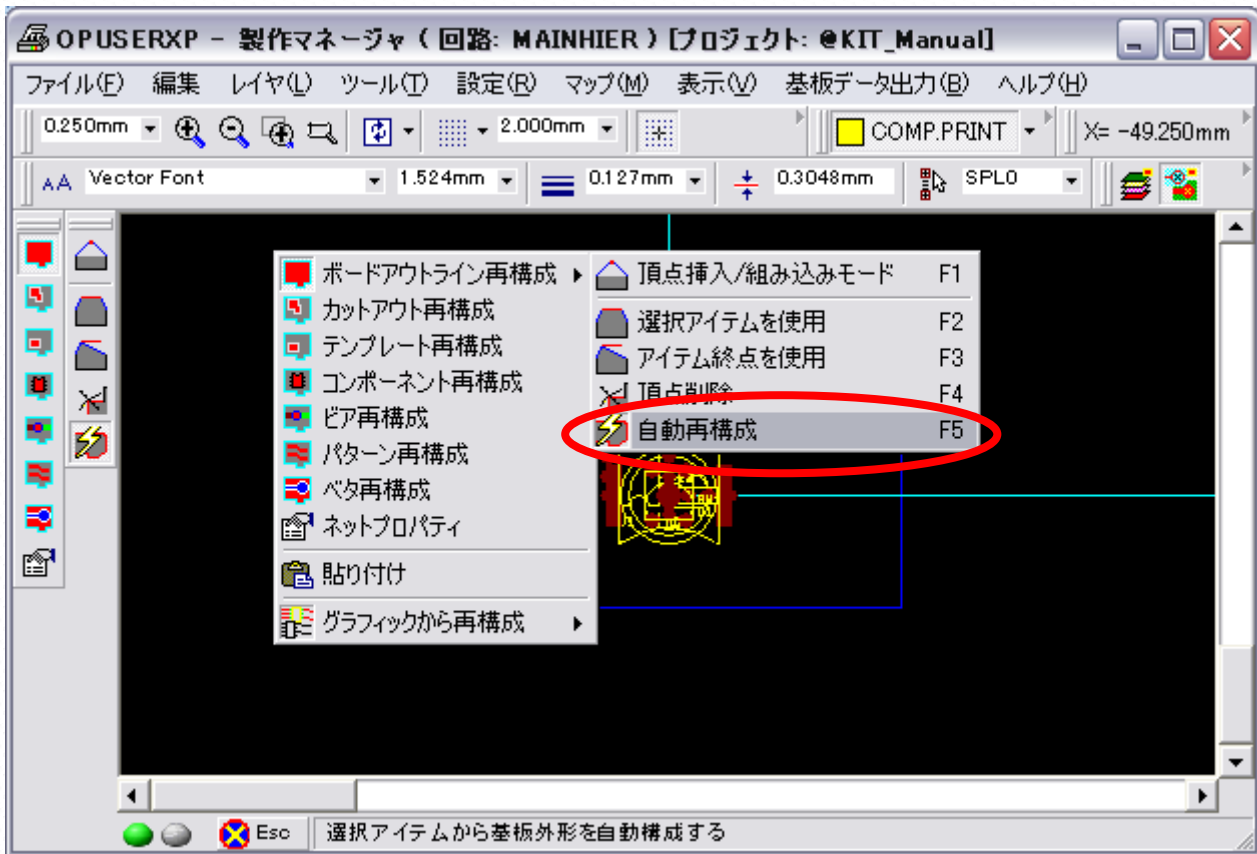 OPUSERXP - 製作マネージャ ( 回路: MAINHIER ) [プロジェクト: @KIT_Manual]
ファイル(F) 編集 レイヤ(L) ツール(T) 設定(R) マップ(M) 表示(V) 基板データ出力(B) ヘルプ(H)
0.250mm 2.000mm COMP.PRINT X= -49.250mm
AA Vector Font 1.524mm 0.127mm 0.3048mm SPL0
ボードアウトライン再構成
カットアウト再構成
テンプレート再構成
コンポーネント再構成
ビア再構成
パターン再構成
ベタ再構成
ネットプロパティ
貼り付け
グラフィックから再構成
頂点挿入/組み込みモード F1
選択アイテムを使用 F2
アイテム終点を使用 F3
頂点削除 F4
自動再構成 F5
Esc 選択アイテムから基板外形を自動構成する